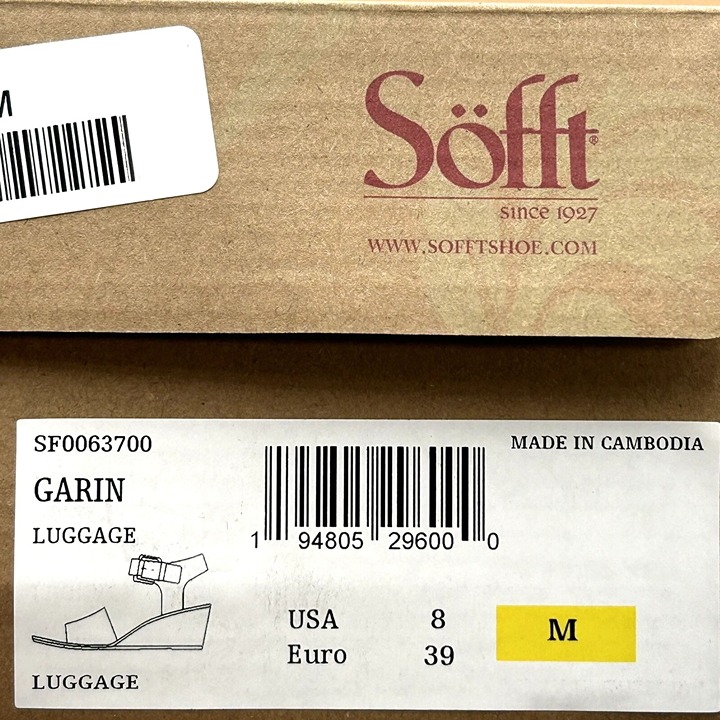 M
Söfft®
since 1927
WWW.SOFFTSHOE.COM
SF0063700
MADE IN CAMBODIA
GARIN
LUGGAGE
1 94805 29600 0
USA 8 M
Euro 39
LUGGAGE